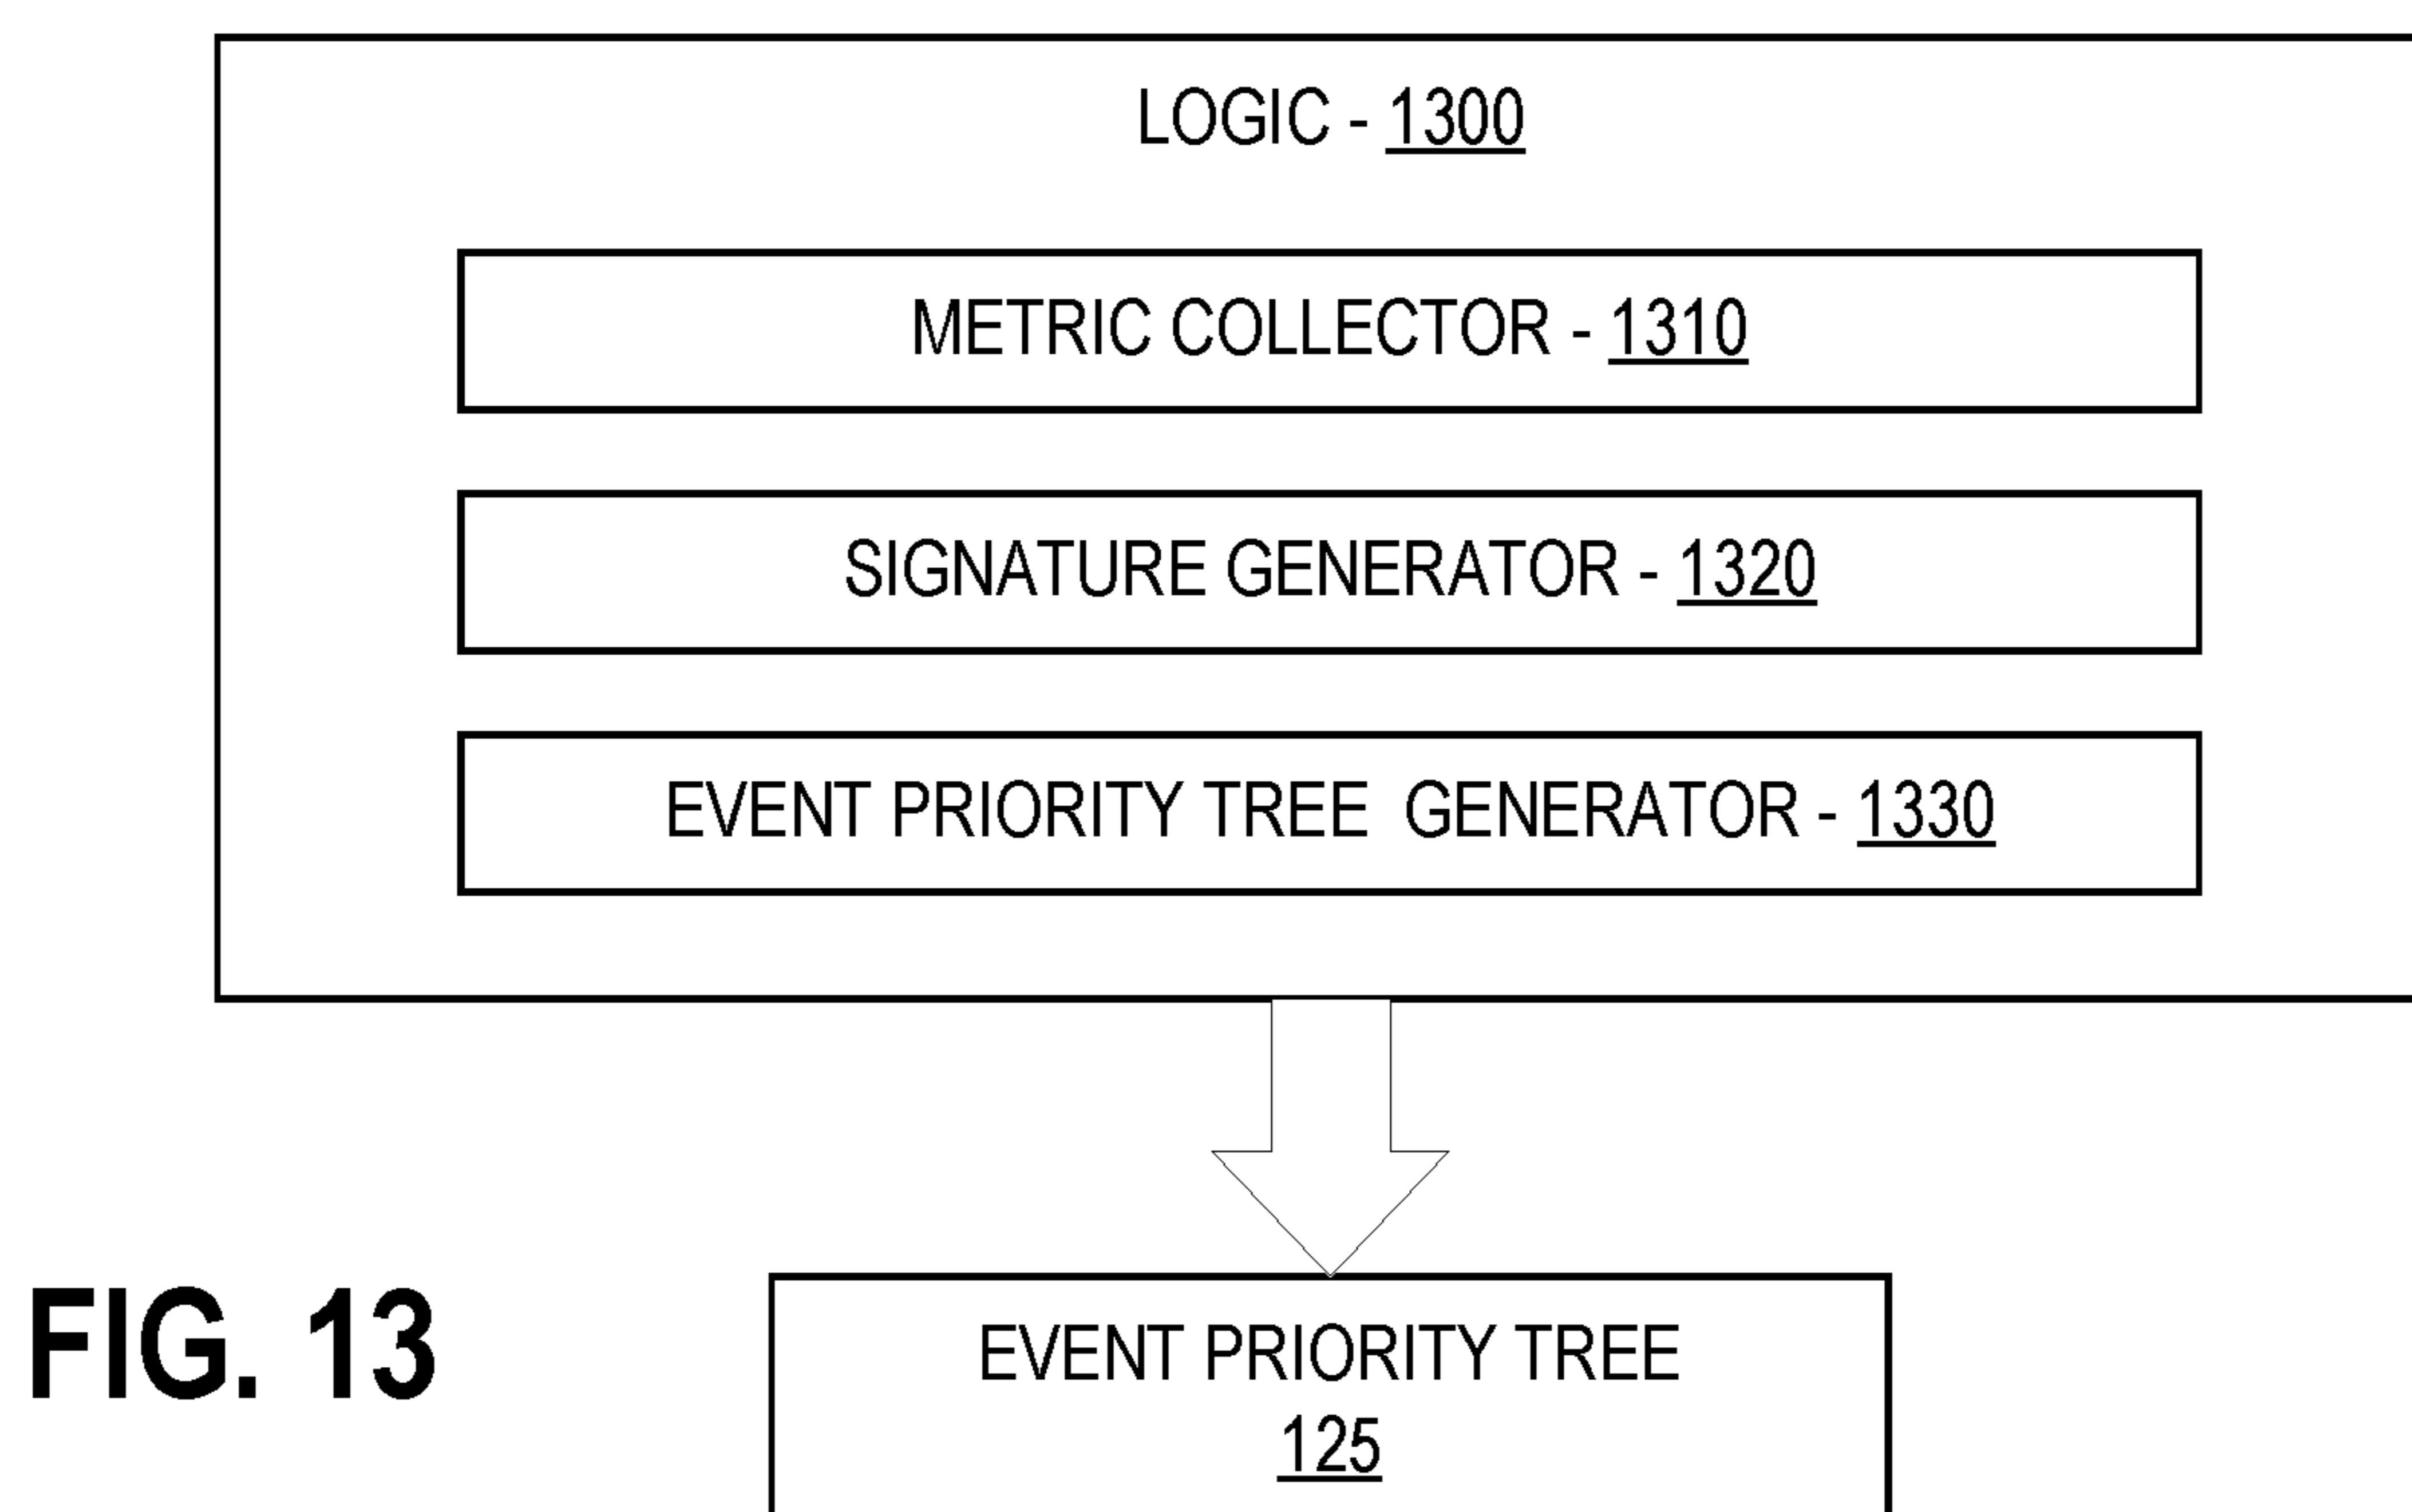 LOGIC - 1300
METRIC COLLECTOR - 1310
SIGNATURE GENERATOR - 1320
EVENT PRIORITY TREE GENERATOR - 1330
FIG. 13
EVENT PRIORITY TREE
125